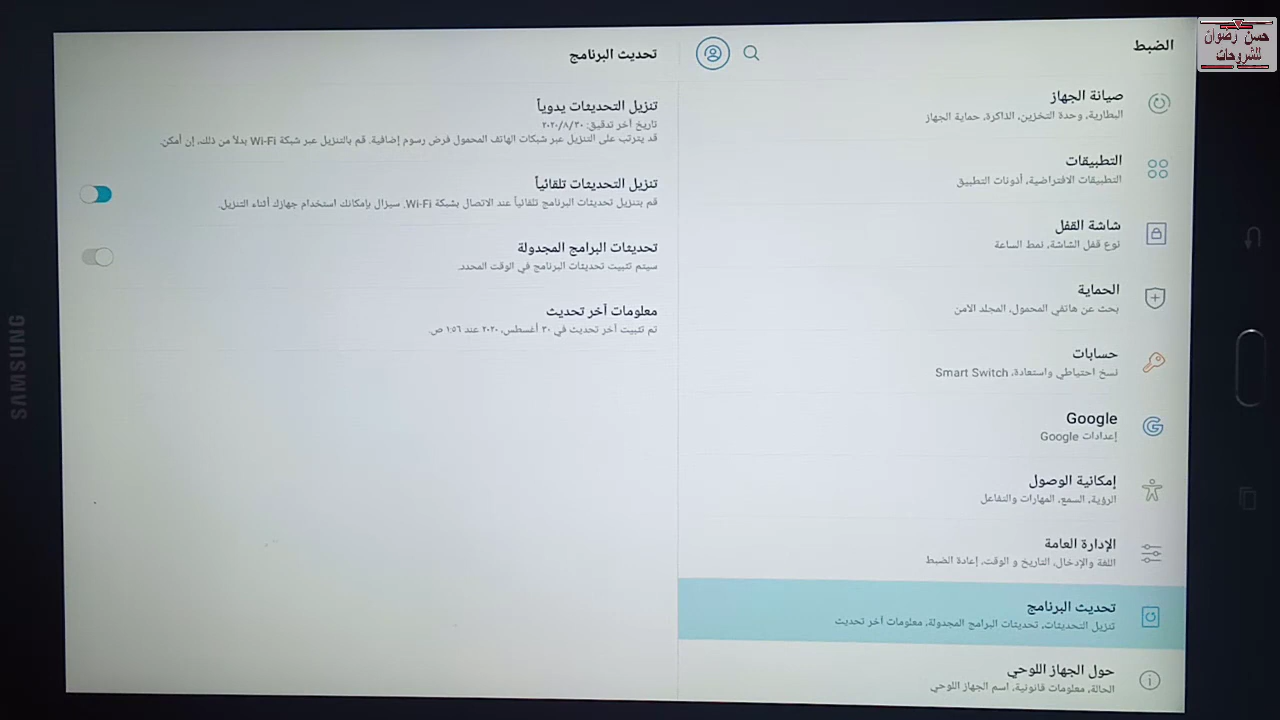 حسن رضوان
للشروحات
الضبط
صيانة الجهاز
البطارية، وحدة التخزين، الذاكرة، حماية الجهاز
التطبيقات
التطبيقات الافتراضية، أذونات التطبيق
شاشة القفل
نوع قفل الشاشة، نمط الساعة
الحماية
بحث عن هاتفي المحمول، المجلد الآمن
حسابات
نسخ احتياطي واستعادة، Smart Switch
Google
إعدادات Google
إمكانية الوصول
الرؤية، السمع، المهارات والتفاعل
الإدارة العامة
اللغة والإدخال، التاريخ و الوقت، إعادة الضبط
تحديث البرنامج
تنزيل التحديثات، تحديثات البرامج المجدولة، معلومات آخر تحديث
حول الجهاز اللوحي
الحالة، معلومات قانونية، اسم الجهاز اللوحي
تحديث البرنامج
تنزيل التحديثات يدوياً
تاريخ آخر تدقيق: ٢٠٢٠/٨/٣٠
قد يترتب على التنزيل عبر شبكات الهاتف المحمول فرض رسوم إضافية. قم بالتنزيل عبر شبكة Wi-Fi بدلاً من ذلك، إن أمكن.
تنزيل التحديثات تلقائياً
قم بتنزيل تحديثات البرنامج تلقائياً عند الاتصال بشبكة Wi-Fi. سيزال بإمكانك استخدام جهازك أثناء التنزيل.
تحديثات البرامج المجدولة
سيتم تثبيت تحديثات البرنامج في الوقت المحدد.
معلومات آخر تحديث
تم تثبيت آخر تحديث في ٣٠ أغسطس، ٢٠٢٠ عند ١:٥٦ ص.
SAMSUNG